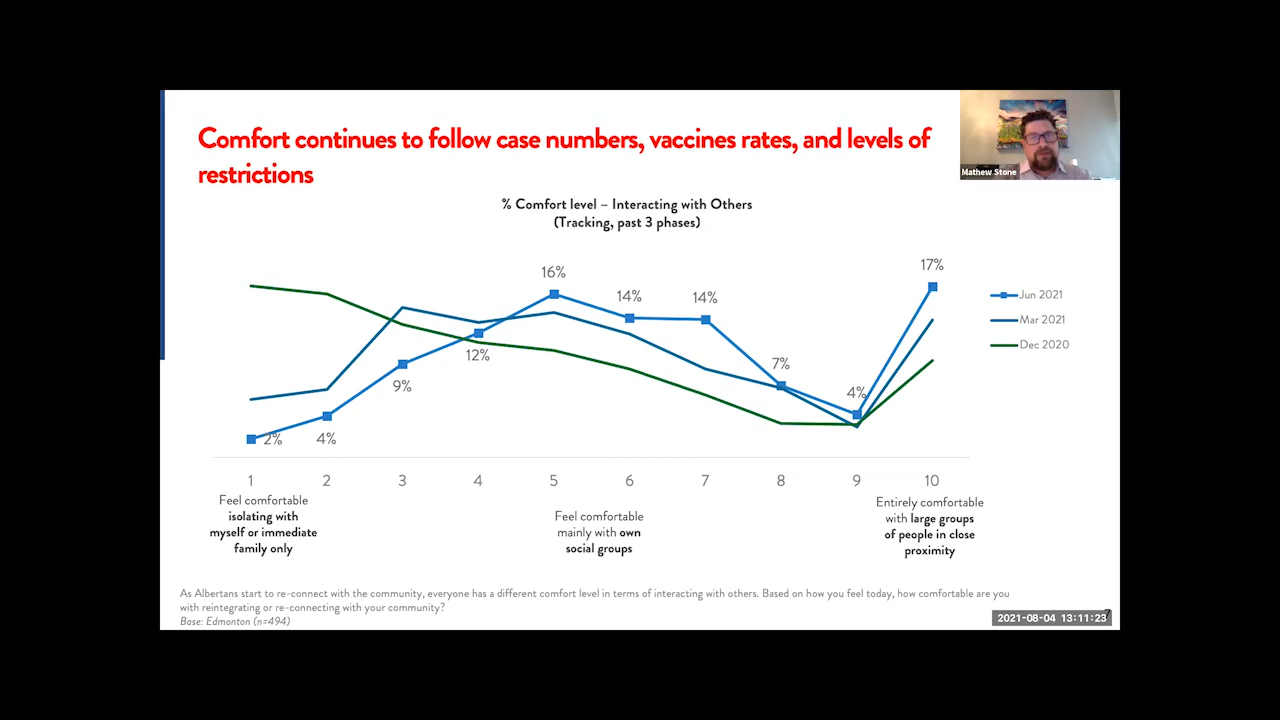 Comfort continues to follow case numbers, vaccines rates, and levels of
restrictions
Mathew Stone
% Comfort level – Interacting with Others
(Tracking, past 3 phases)
16%
14%
14%
17%
12%
9%
7%
4%
2%
4%
Jun 2021
Mar 2021
Dec 2020
1 2 3 4 5 6 7 8 9 10
Feel comfortable
isolating with
myself or immediate
family only
Feel comfortable
mainly with own
social groups
Entirely comfortable
with large groups
of people in close
proximity
As Albertans start to re-connect with the community, everyone has a different comfort level in terms of interacting with others. Based on how you feel today, how comfortable are you
with reintegrating or re-connecting with your community?
Base: Edmonton (n=494)
7
2021-08-04 13:11:23